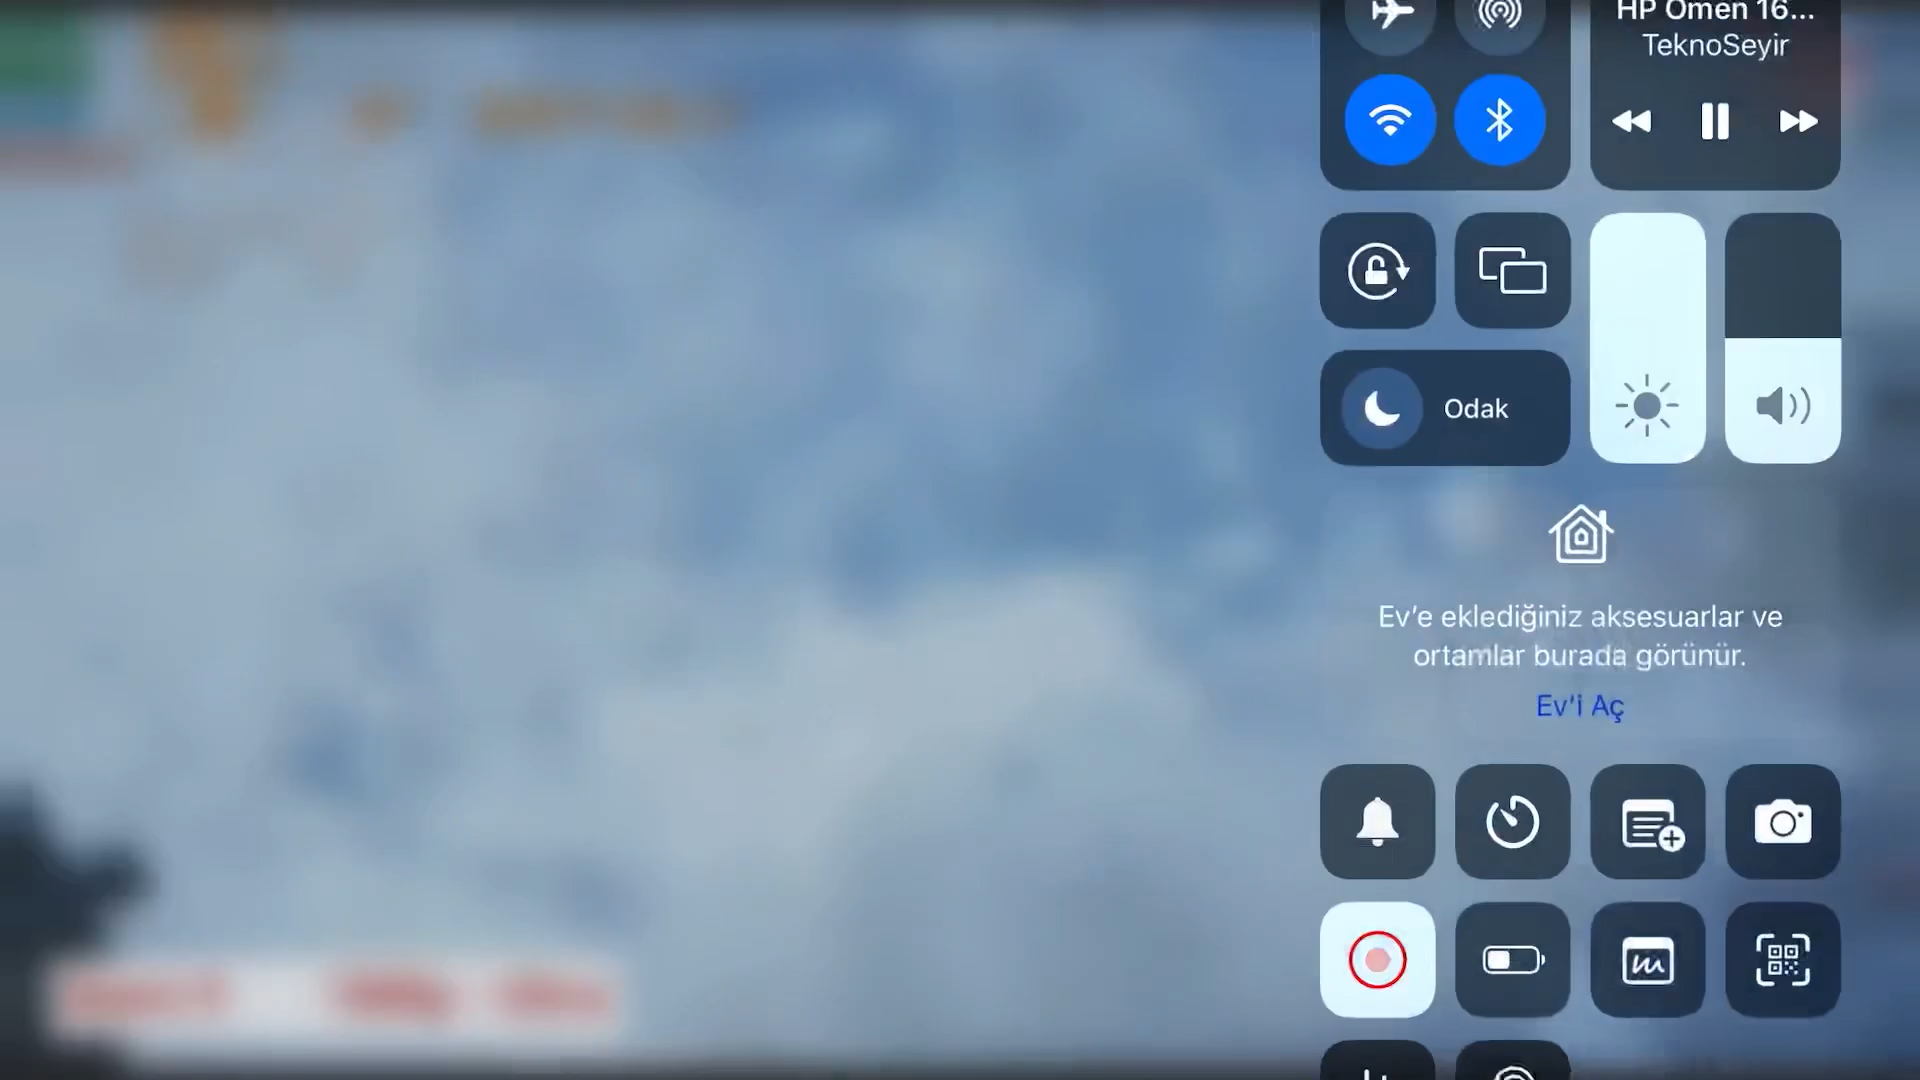 HP Omen 16...
TeknoSeyir
Odak
Ev'e eklediğiniz aksesuarlar ve
ortamlar burada görünür.
Ev'i Aç